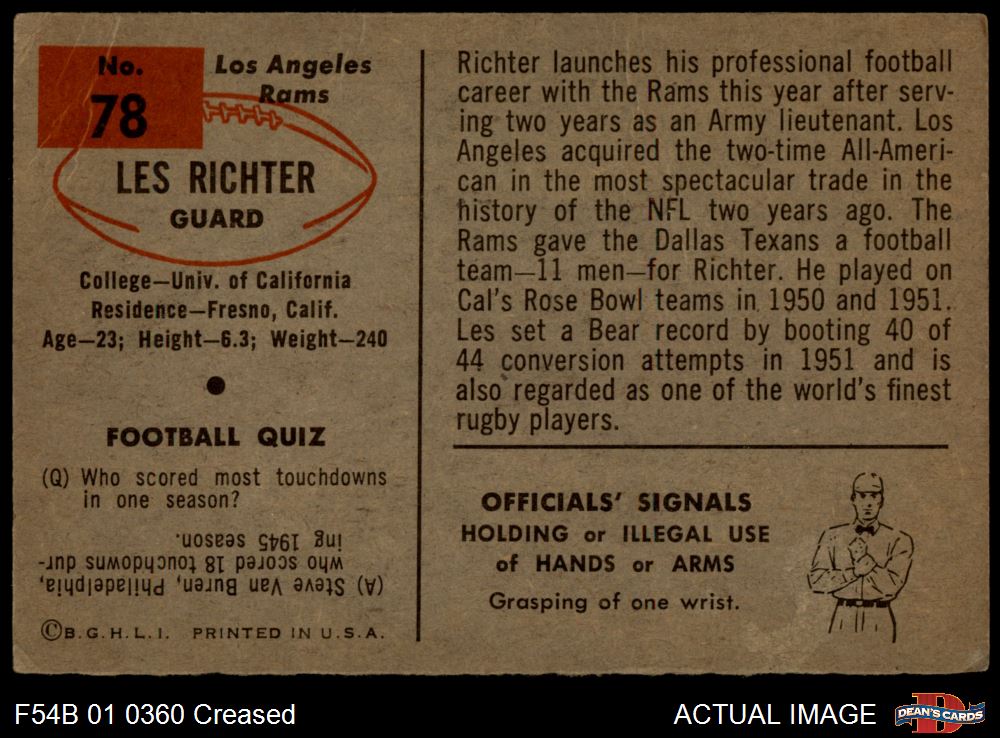 No.
78
Los Angeles
Rams
LES RICHTER
GUARD
College—Univ. of California
Residence—Fresno, Calif.
Age—23; Height—6.3; Weight—240
FOOTBALL QUIZ
(Q) Who scored most touchdowns
in one season?
(A) Steve Van Buren, Philadelphia,
who scored 18 touchdowns dur-
ing 1945 season.
©B.G.H.L.I. PRINTED IN U.S.A.
Richter launches his professional football
career with the Rams this year after serv-
ing two years as an Army lieutenant. Los
Angeles acquired the two-time All-Ameri-
can in the most spectacular trade in the
history of the NFL two years ago. The
Rams gave the Dallas Texans a football
team—11 men—for Richter. He played on
Cal's Rose Bowl teams in 1950 and 1951.
Les set a Bear record by booting 40 of
44 conversion attempts in 1951 and is
also regarded as one of the world's finest
rugby players.
OFFICIALS' SIGNALS
HOLDING or ILLEGAL USE
of HANDS or ARMS
Grasping of one wrist.
F54B 01 0360 Creased
ACTUAL IMAGE
D
DEAN'S CARDS